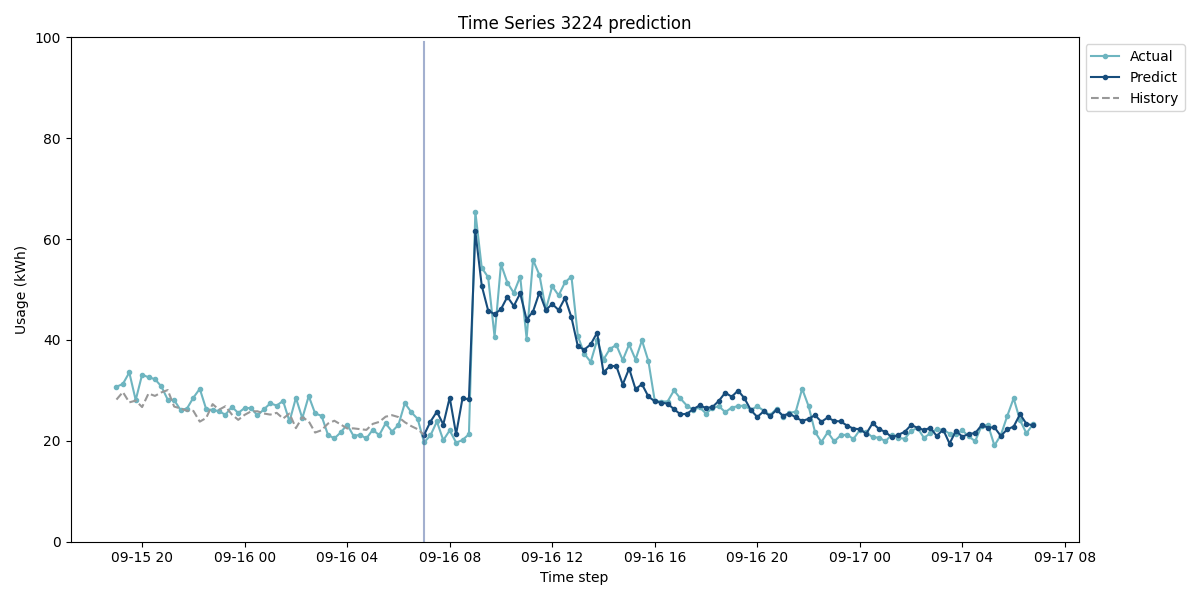 Time Series 3224 prediction
100
80
60
40
20
0
Usage (kWh)
09-15 20
09-16 00
09-16 04
09-16 08
09-16 12
09-16 16
09-16 20
09-17 00
09-17 04
09-17 08
Time step
Actual
Predict
History